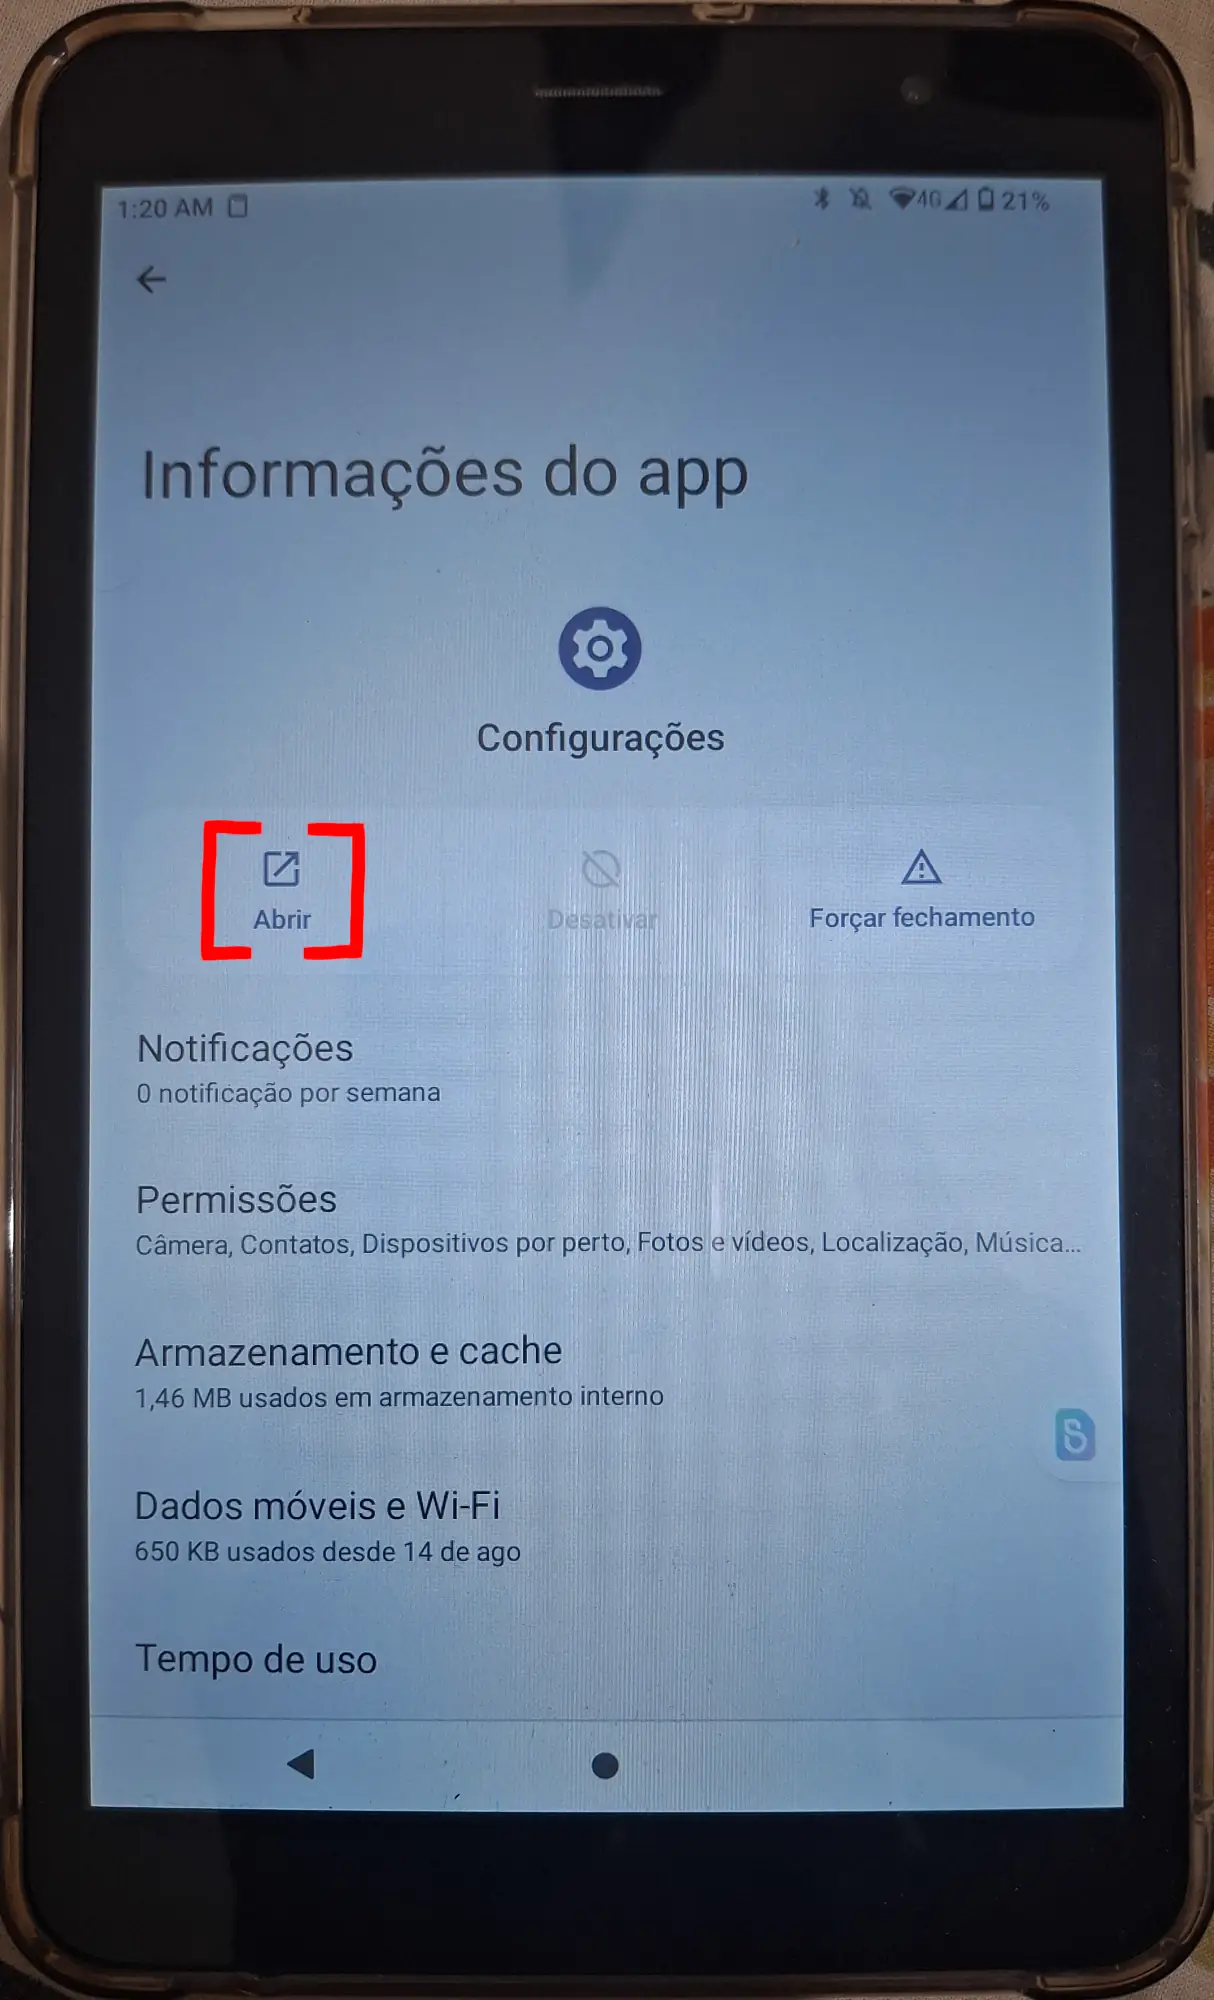 1:20 AM 4G 21%
Informações do app
Configurações
Abrir Desativar Forçar fechamento
Notificações
0 notificação por semana
Permissões
Câmera, Contatos, Dispositivos por perto, Fotos e vídeos, Localização, Música...
Armazenamento e cache
1,46 MB usados em armazenamento interno
Dados móveis e Wi-Fi
650 KB usados desde 14 de ago
Tempo de uso